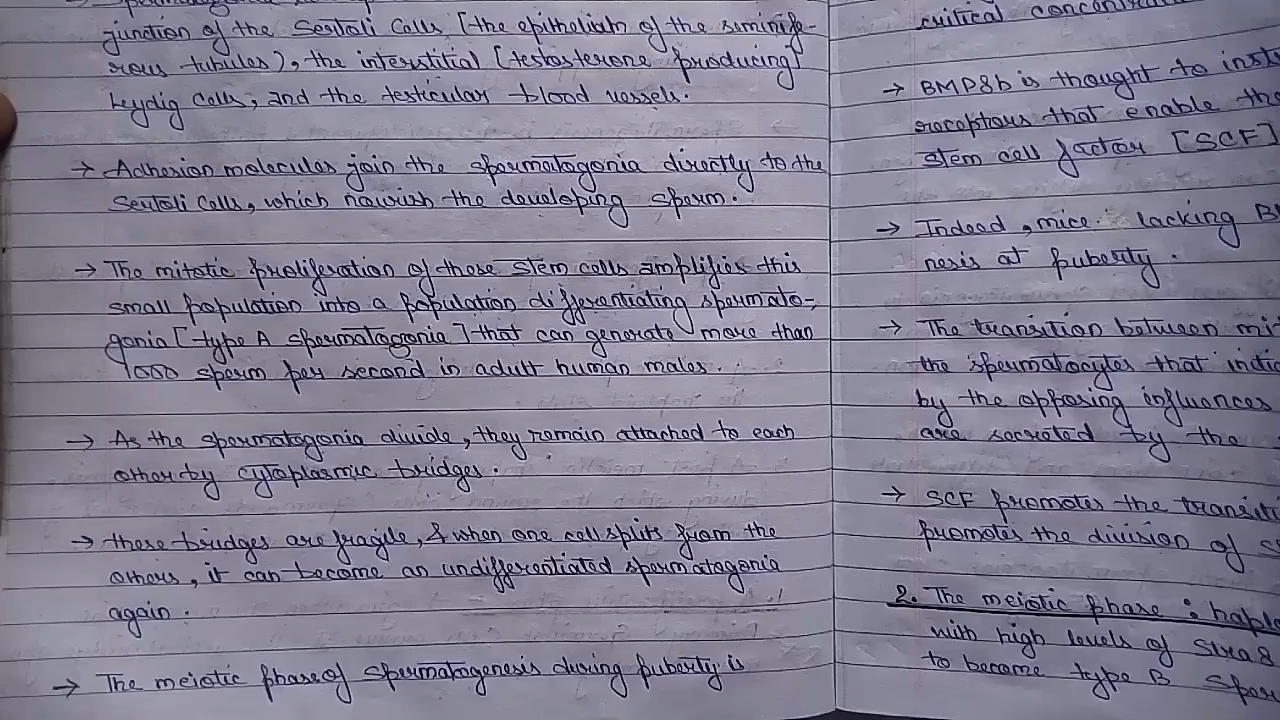 junction of the Sertoli Cells [the epithelium of the seminife-
rous tubules), the interstitial [testosterone producing]
Leydig Cells, and the testicular blood vessels.
→ Adhesion molecules join the spermatogonia directly to the
Sertoli Cells, which nourish the developing sperm.
→ The mitotic proliferation of these stem cells amplifies this
small population into a population differentiating spermato-
gonia [type A spermatogonia] that can generate more than
1000 sperm per second in adult human males.
→ As the spermatogonia divide, they remain attached to each
other by cytoplasmic bridges.
→ these bridges are fragile, & when one cell splits from the
others, it can become an undifferentiated spermatogonia
again.
→ The meiotic phase of spermatogenesis during puberty is
critical
→ BMP8b is thought to
receptors that enable the
stem cell factor [SCF]
→ Indeed, mice lacking
nesis at puberty.
→ The transition between
the spermatocytes that
by the opposing influences
are secreted by the
→ SCF promotes the
promotes the division of
2. The meiotic phase :
with high levels of Stra8
to become type B